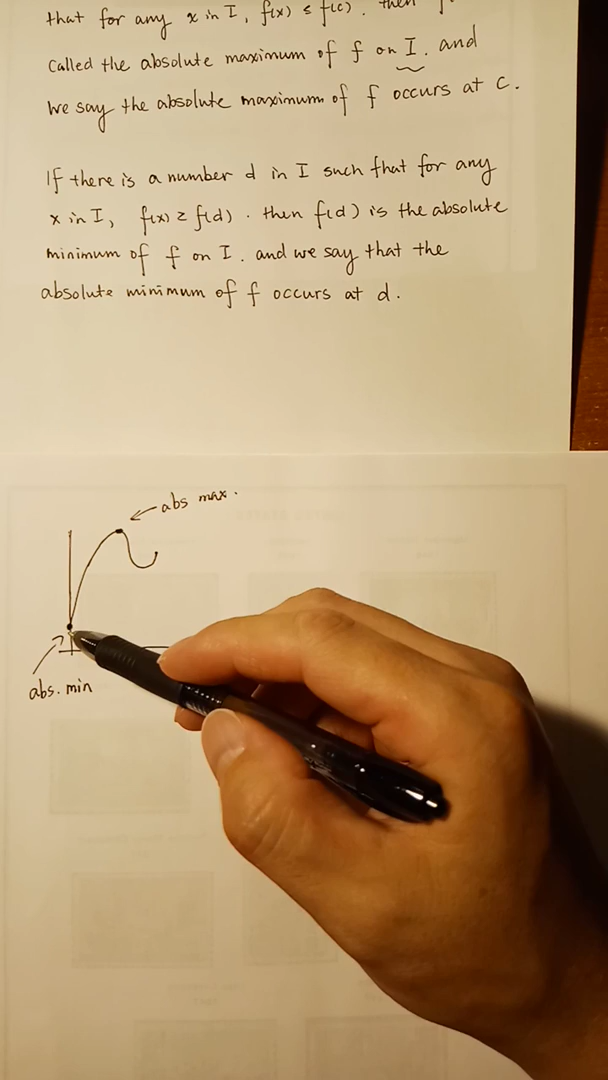 that for any x in I, f(x) ≤ f(c). then
called the absolute maximum of f on I. and
we say the absolute maximum of f occurs at c.
If there is a number d in I such that for any
x in I, f(x) ≥ f(d). then f(d) is the absolute
minimum of f on I. and we say that the
absolute minimum of f occurs at d.
abs max.
abs. min